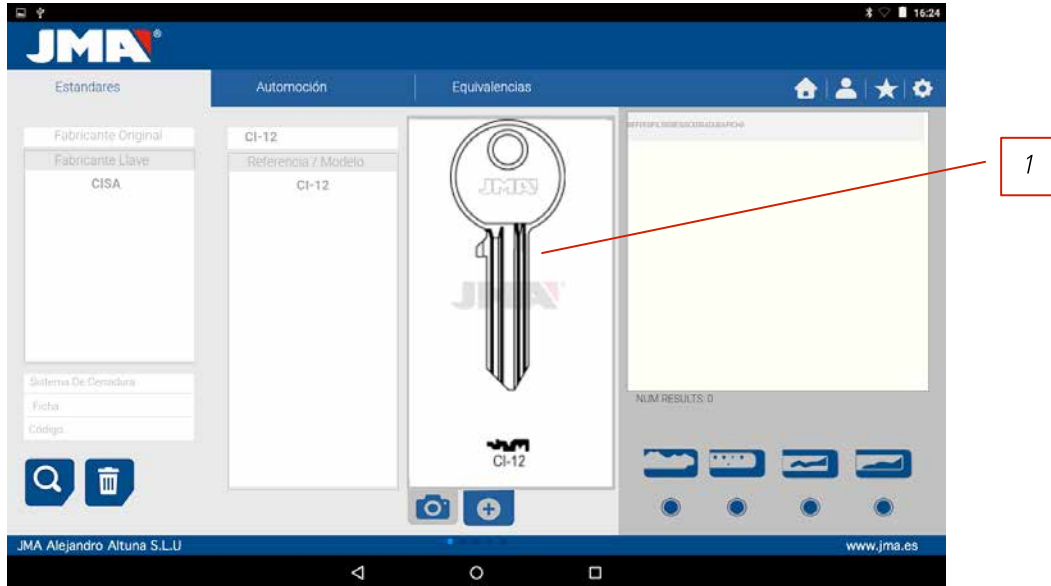 16:24
JMA®
Estandares
Automoción
Equivalencias
Fabricante Original
Fabricante Llave
CISA
Sistema De Cerradura
Ficha
Código...
CI-12
Referencia / Modelo
CI-12
JMA
JMA
CI-12
NUM RESULTS: 0
1
JMA Alejandro Altuna S.L.U
www.jma.es